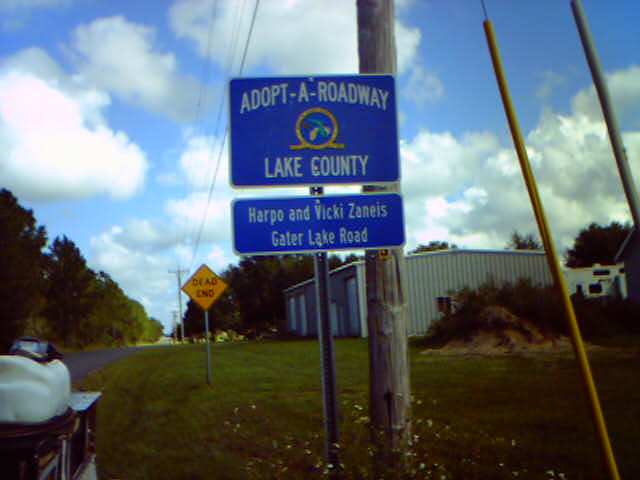 ADOPT-A-ROADWAY
LAKE COUNTY
Harpo and Vicki Zaneis
Gater Lake Road
DEAD
END